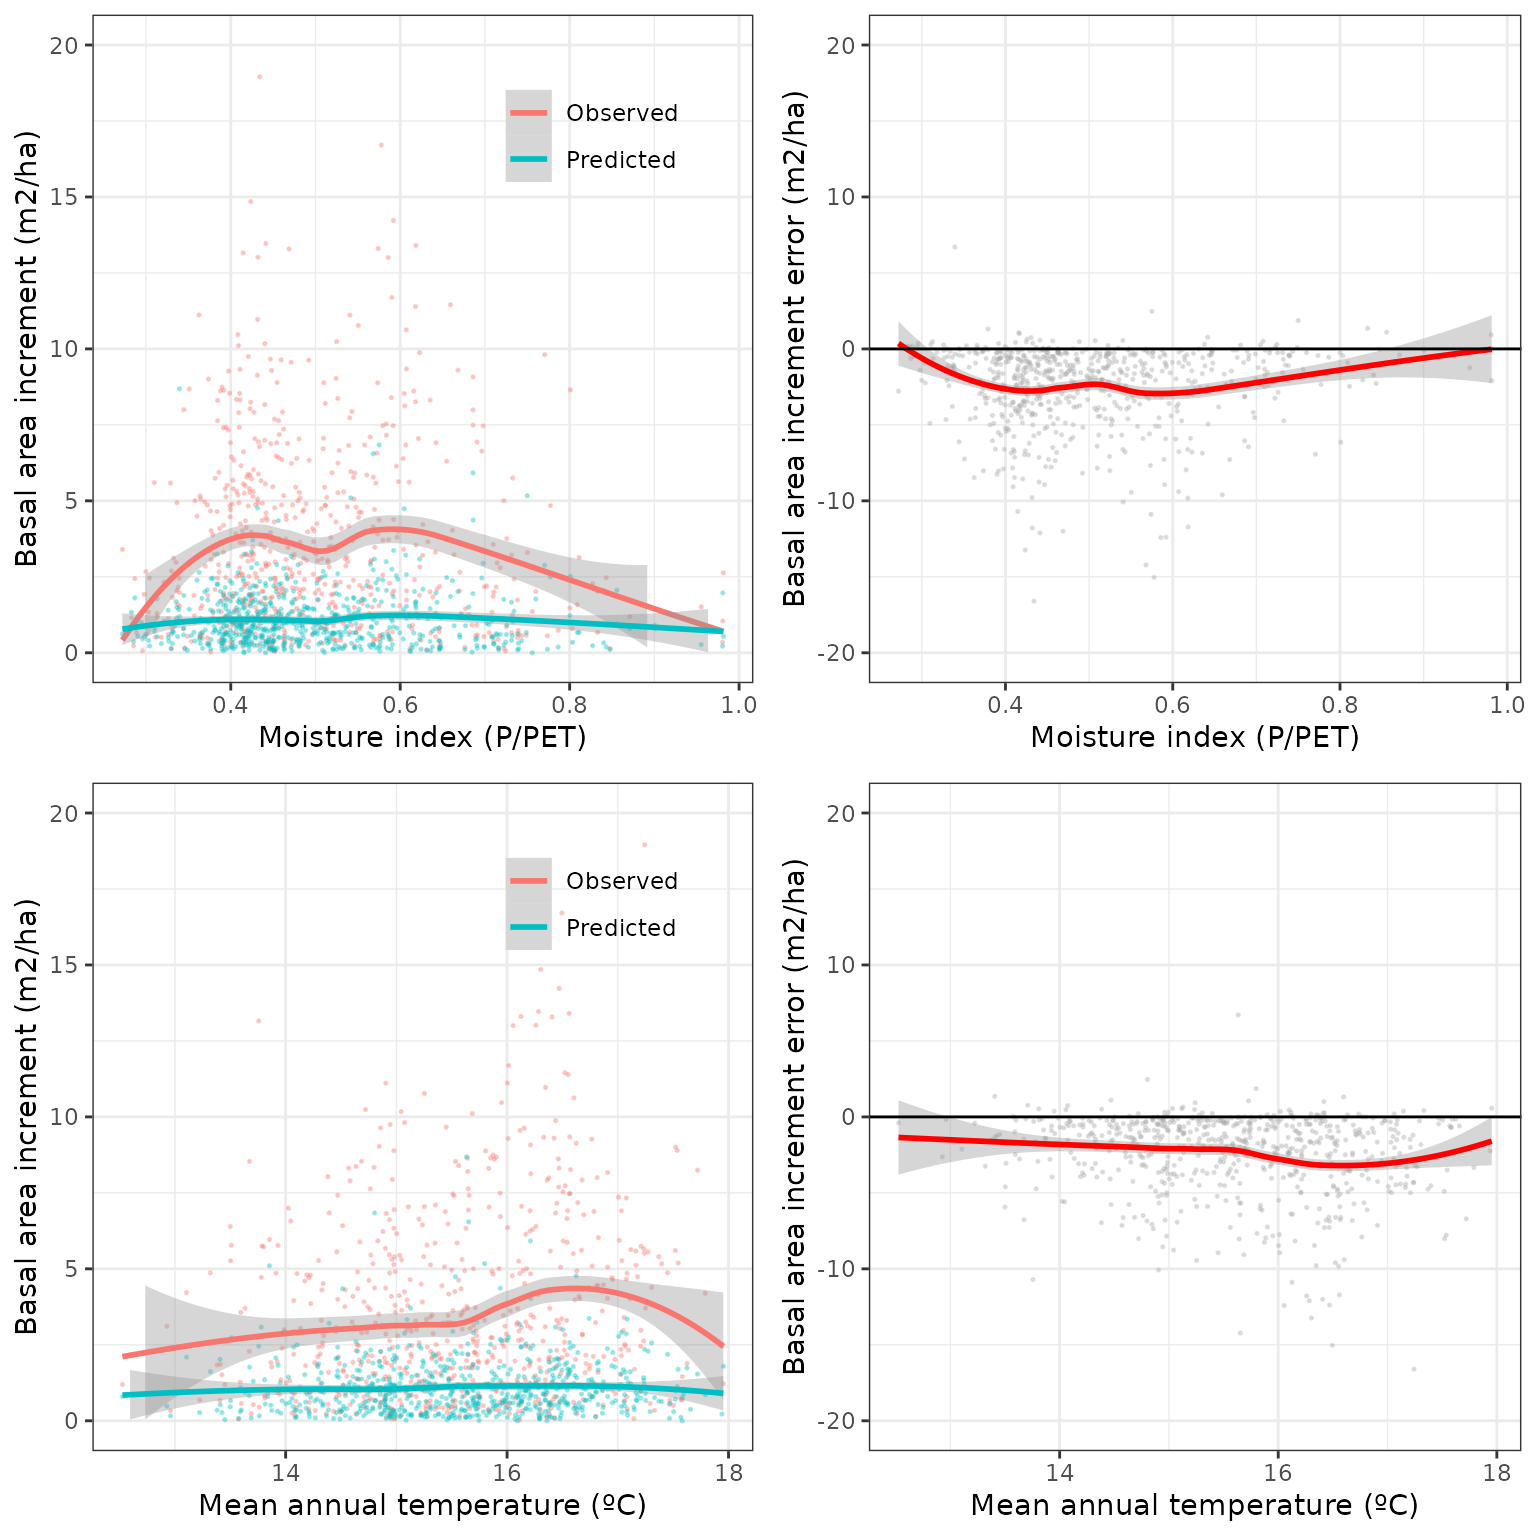 Basal area increment (m2/ha)
20
15
10
5
0
Observed
Predicted
0.4 0.6 0.8 1.0
Moisture index (P/PET)
Basal area increment error (m2/ha)
20
10
0
-10
-20
0.4 0.6 0.8 1.0
Moisture index (P/PET)
Basal area increment (m2/ha)
20
15
10
5
0
Observed
Predicted
14 16 18
Mean annual temperature (ºC)
Basal area increment error (m2/ha)
20
10
0
-10
-20
14 16 18
Mean annual temperature (ºC)